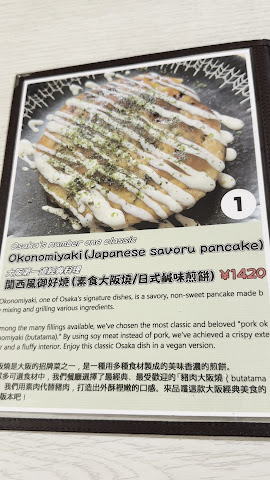 1
Osaka's number one classic
Okonomiyaki(Japanese savoru pancake)
大阪第一道經典料理
關西風御好燒(素食大阪燒/日式鹹味煎餅) ¥1420
Okonomiyaki, one of Osaka's signature dishes, is a savory, non-sweet pancake made b
mixing and grilling various ingredients.
mong the many fillings available, we've chosen the most classic and beloved "pork ok
nomiyaki (butatama)." By using soy meat instead of pork, we've achieved a crispy exte
r and a fluffy interior. Enjoy this classic Osaka dish in a vegan version.
阪燒是大阪的招牌菜之一，是一種用多種食材製成的美味香濃的煎餅。
多可選食材中，我們餐廳選擇了最經典、最受歡迎的「豬肉大阪燒（butatama
我們用素肉代替豬肉，打造出外酥裡嫩的口感。來品嚐這款大阪經典美食的
版本吧！